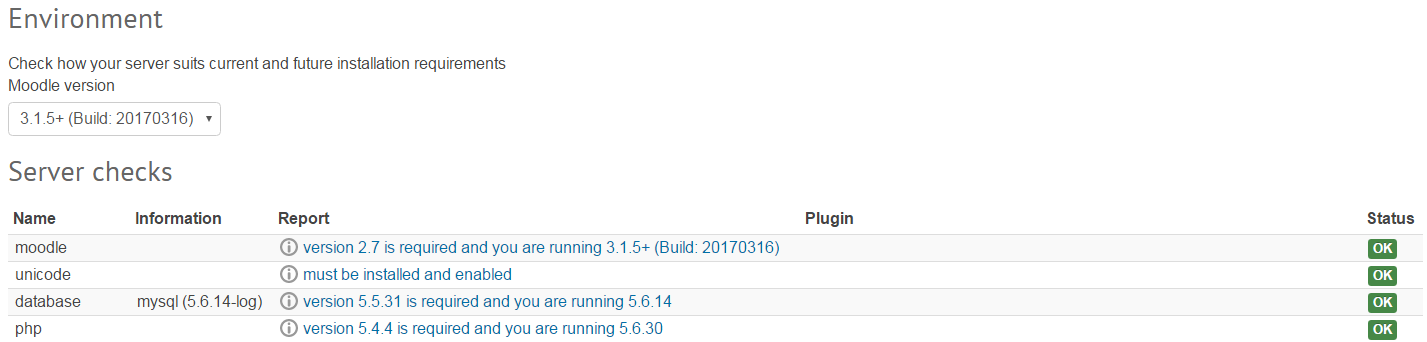 Environment
Check how your server suits current and future installation requirements
Moodle version
3.1.5+ (Build: 20170316)
Server checks
Name Information Report Plugin Status
moodle version 2.7 is required and you are running 3.1.5+ (Build: 20170316) OK
unicode must be installed and enabled OK
database mysql (5.6.14-log) version 5.5.31 is required and you are running 5.6.14 OK
php version 5.4.4 is required and you are running 5.6.30 OK